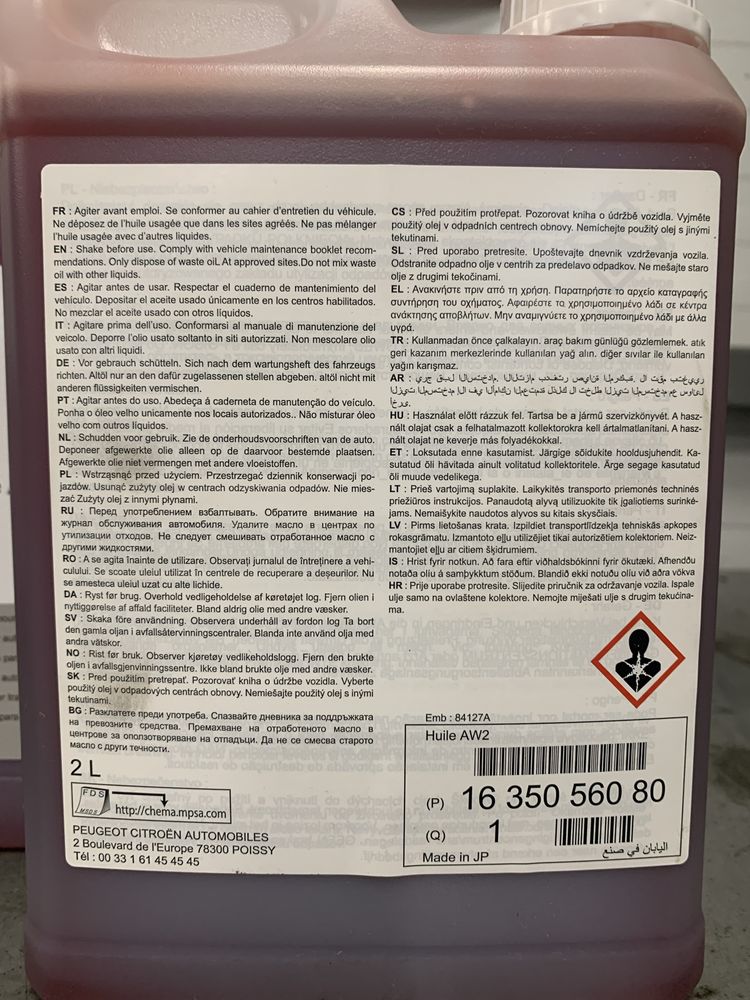 FR : Agiter avant emploi. Se conformer au cahier d'entretien du véhicule.
Ne déposez de l'huile usagée que dans les sites agréés. Ne pas mélanger
l'huile usagée avec d'autres liquides.
EN : Shake before use. Comply with vehicle maintenance booklet recom-
mendations. Only dispose of waste oiL.At approved sites.Do not mix waste
oil with other liquids.
ES : Agitar antes de usar. Respectar el cuaderno de mantenimiento del
vehículo. Depositar el aceite usado únicamente en los centros habilitados.
No mezclar el aceite usado con otros líquidos.
IT : Agitare prima dell'uso. Conformarsi al manuale di manutenzione del
veicolo. Deporre l'olio usato soltanto in siti autorizzati. Non mescolare olio
usato con altri liquidi.
DE : Vor gebrauch schütteln. Sich nach dem wartungsheft des fahrzeugs
richten. Altöl nur an den dafür zugelassenen stellen abgeben. altöl nicht mit
anderen flüssigkeiten vermischen.
PT : Agitar antes do uso. Abedeça à caderneta de manutenção do veículo.
Ponha o óleo velho unicamente nos locais autorizados.. Não misturar óleo
velho com outros líquidos.
NL : Schudden voor gebruik. Zie de onderhoudsvoorschriften van de auto.
Deponeer afgewerkte olie alleen op de daarvoor bestemde plaatsen.
Afgewerkte olie niet vermengen met andere vloeistoffen.
PL : Wstrząsnąć przed użyciem. Przestrzegać dziennik konserwacji po-
jazdów. Usunąć zużyty olej w centrach odzyskiwania odpadów. Nie mies-
zać Zużyty olej z innymi płynami.
RU : Перед употреблением взбалтывать. Обратите внимание на
журнал обслуживания автомобиля. Удалите масло в центрах по
утилизации отходов. Не следует смешивать отработанное масло с
другими жидкостями.
RO : A se agita înainte de utilizare. Observați jurnalul de întreținere a vehi-
culului. Se scoate uleiul utilizat în centrele de recuperare a deșeurilor. Nu
se amesteca uleiul uzat cu alte lichide.
DA : Ryst før brug. Overhold vedligeholdelse af køretøjet log. Fjern olien i
nyttiggørelse af affald faciliteter. Bland aldrig olie med andre væsker.
SV : Skaka före användning. Observera underhåll av fordon log Ta bort
den gamla oljan i avfallsåtervinningscentraler. Blanda inte använd olja med
andra vätskor.
NO : Rist før bruk. Observer kjøretøy vedlikeholdslogg. Fjern den brukte
oljen i avfallsgjenvinningssentre. Ikke bland brukte olje med andre væsker.
SK : Pred použitím pretrepať. Pozorovať kniha o údržbe vozidla. Vyberte
použitý olej v odpadových centrách obnovy. Nemiešajte použitý olej s inými
tekutinami.
BG : Разклатете преди употреба. Спазвайте дневника за поддръжката
на превозните средства. Премахване на отработеното масло в
центрове за оползотворяване на отпадъци. Да не се смесва старото
масло с други течности.
2 L
FDS
MSDS
http://chema.mpsa.com
PEUGEOT CITROËN AUTOMOBILES
2 Boulevard de l'Europe 78300 POISSY
Tél : 00 33 1 61 45 45 45
CS : Před použitím protřepat. Pozorovat kniha o údržbě vozidla. Vyjměte
použitý olej v odpadních centrech obnovy. Nemíchejte použitý olej s jinými
tekutinami.
SL : Pred uporabo pretresite. Upoštevajte dnevnik vzdrževanja vozila.
Odstranite odpadno olje v centrih za predelavo odpadkov. Ne mešajte staro
olje z drugimi tekočinami.
EL : Ανακινήστε πριν από τη χρήση. Παρατηρήστε το αρχείο καταγραφής
συντήρηση του οχήματος. Αφαιρέστε το χρησιμοποιημένο λάδι σε κέντρα
ανάκτησης αποβλήτων. Μην αναμιγνύετε το χρησιμοποιημένο λάδι με άλλα
υγρά.
TR : Kullanmadan önce çalkalayın. araç bakım günlüğü gözlemlemek. atık
geri kazanım merkezlerinde kullanılan yağ alın. diğer sıvılar ile kullanılan
yağın karışmaz.
AR :
HU : Használat előtt rázzuk fel. Tartsa be a jármű szervizkönyvét. A hasz-
nált olajat csak a felhatalmazott kollektorokra kell ártalmatlanítani. A hasz-
nált olajat ne keverje más folyadékokkal.
ET : Loksutada enne kasutamist. Järgige sõidukite hooldusjuhendit. Ka-
sutatud õli hävitada ainult volitatud kollektoritele. Ärge segage kasutatud
õli muude vedelikega.
LT : Prieš vartojimą suplakite. Laikykitės transporto priemonės techninės
priežiūros instrukcijos. Panaudotą alyvą utilizuokite tik įgaliotiems surinkė-
jams. Nemaišykite naudotos alyvos su kitais skysčiais.
LV : Pirms lietošanas krata. Izpildiet transportlīdzekļa tehniskās apkopes
rokasgrāmatu. Izmantoto eļļu utilizējiet tikai autorizētiem kolektoriem. Neiz-
mantojiet eļļu ar citiem šķidrumiem.
IS : Hrist fyrir notkun. Að fara eftir viðhaldsbókinni fyrir ökutæki. Afhendðu
notaða olíu á samþykktum stöðum. Blandið ekki notuðu olíu við aðra vökva
HR : Prije uporabe protresite. Slijedite priručnik za održavanje vozila. Ispale
ulje samo na ovlaštene kolektore. Nemojte miješati ulje s drugim tekućina-
ma.
Emb : 84127A
Huile AW2
(P) 16 350 560 80
(Q) 1
Made in JP
اليابان في صنع